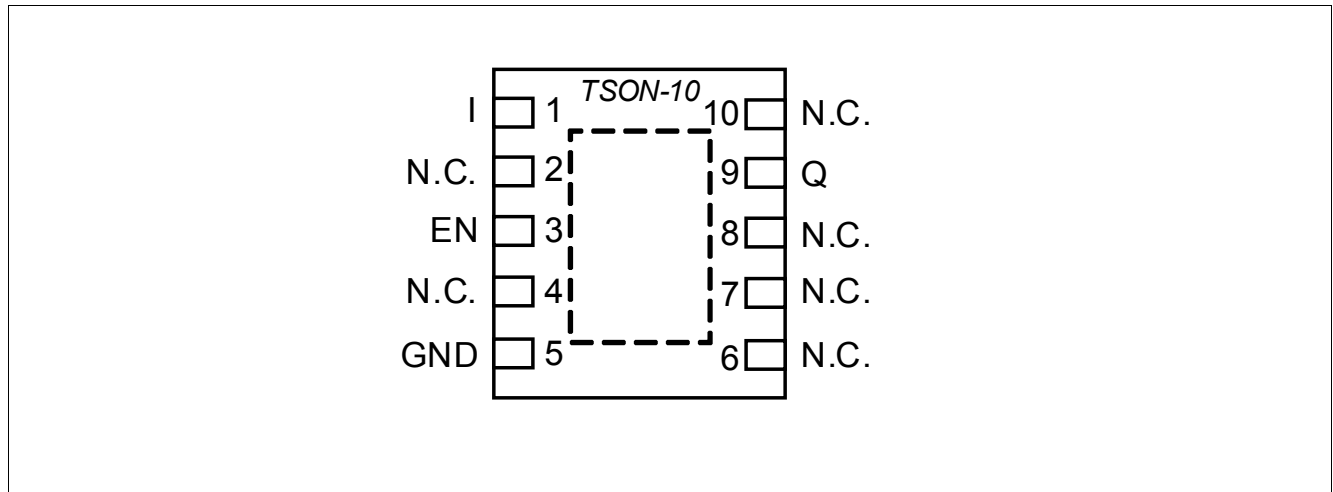 TSON-10
I 1 10 N.C.
N.C. 2 9 Q
EN 3 8 N.C.
N.C. 4 7 N.C.
GND 5 6 N.C.